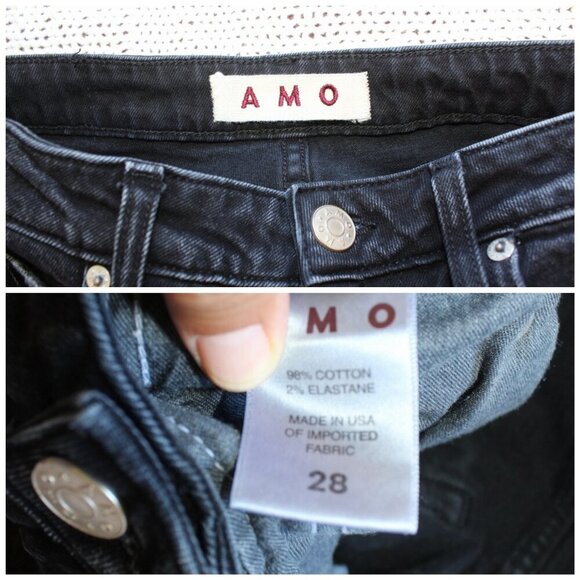 AMO
MO
98% COTTON
2% ELASTANE
MADE IN USA
OF IMPORTED
FABRIC
28